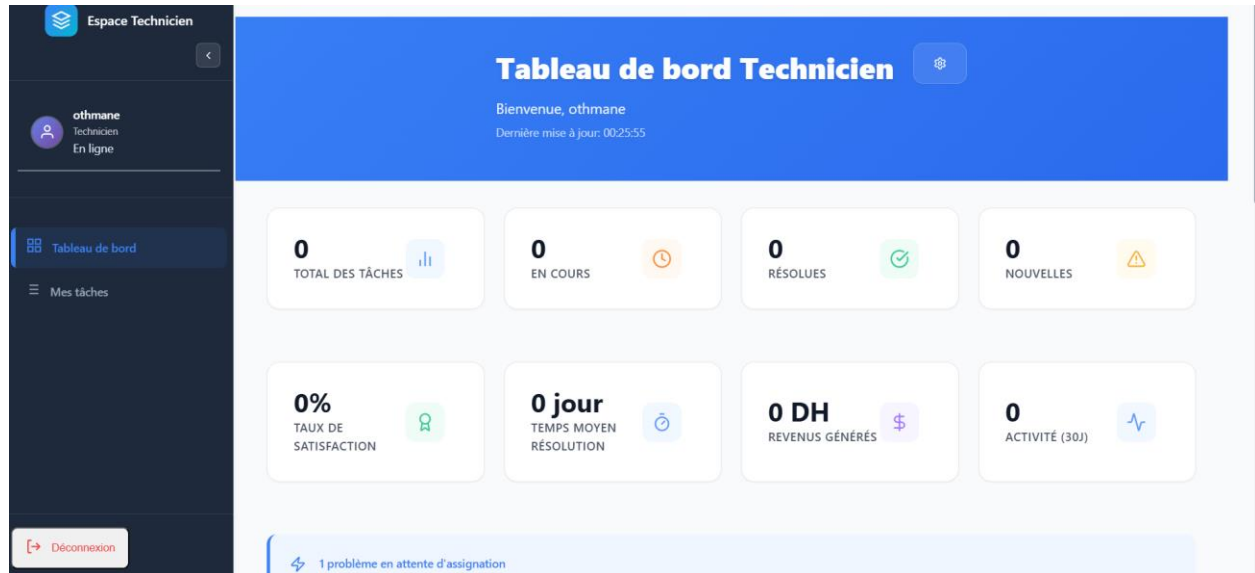 Espace Technicien
othmane
Technicien
En ligne
Tableau de bord
Mes tâches
Déconnexion
Tableau de bord Technicien
Bienvenue, othmane
Dernière mise à jour: 00:25:55
0
TOTAL DES TÂCHES
0
EN COURS
0
RÉSOLUES
0
NOUVELLES
0%
TAUX DE
SATISFACTION
0 jour
TEMPS MOYEN
RÉSOLUTION
0 DH
REVENUS GÉNÉRÉS
0
ACTIVITÉ (30J)
1 problème en attente d'assignation